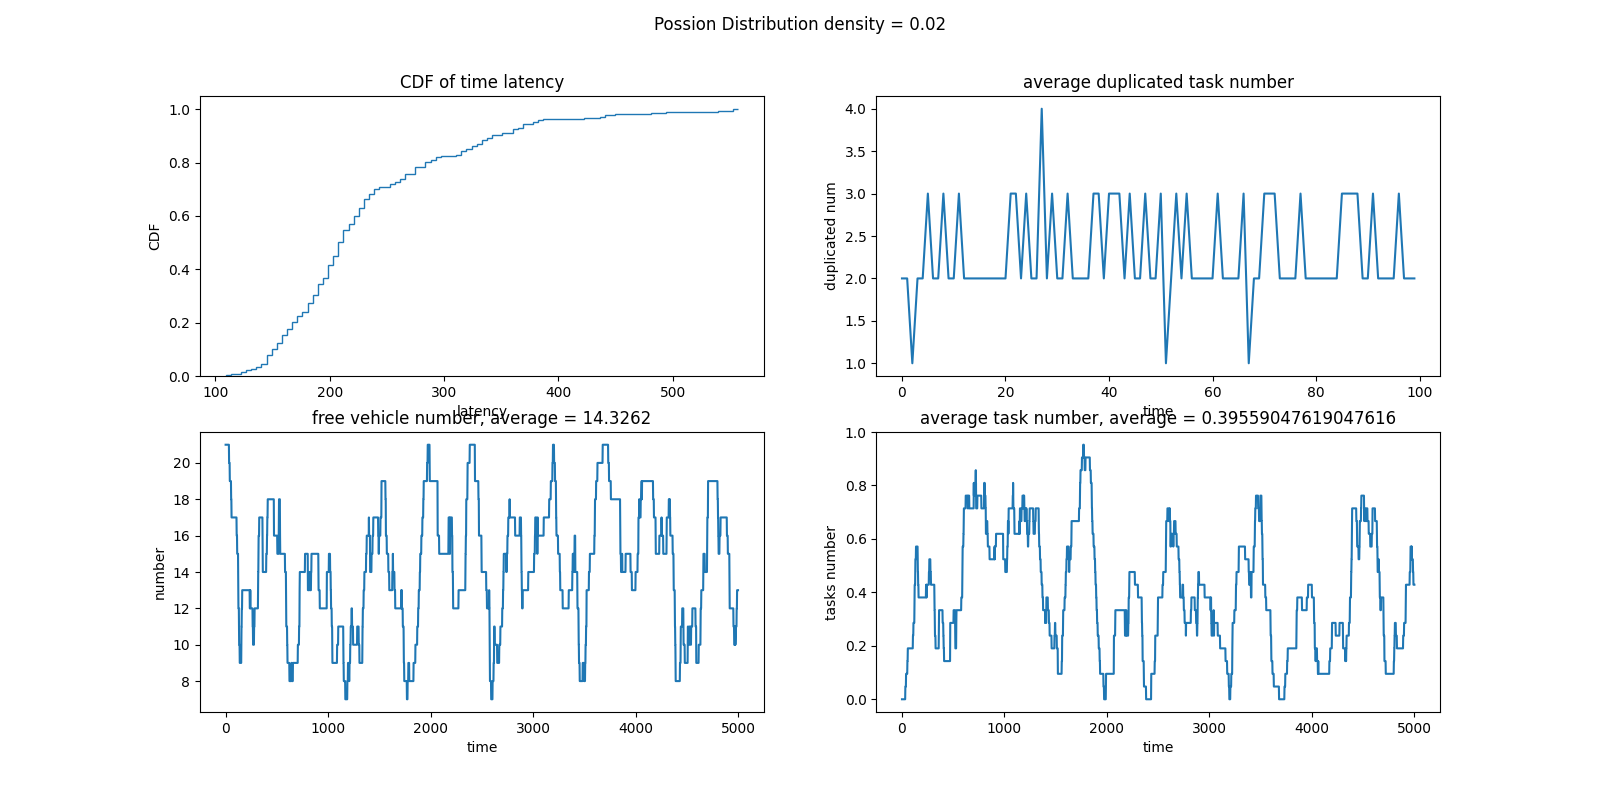 Possion Distribution density = 0.02
CDF of time latency
1.0
0.8
0.6
0.4
0.2
0.0
CDF
100 200 300 400 500
latency
average duplicated task number
4.0
3.5
3.0
2.5
2.0
1.5
1.0
duplicated num
0 20 40 60 80 100
time
free vehicle number, average = 14.3262
20
18
16
14
12
10
8
number
0 1000 2000 3000 4000 5000
time
average task number, average = 0.39559047619047616
1.0
0.8
0.6
0.4
0.2
0.0
tasks number
0 1000 2000 3000 4000 5000
time